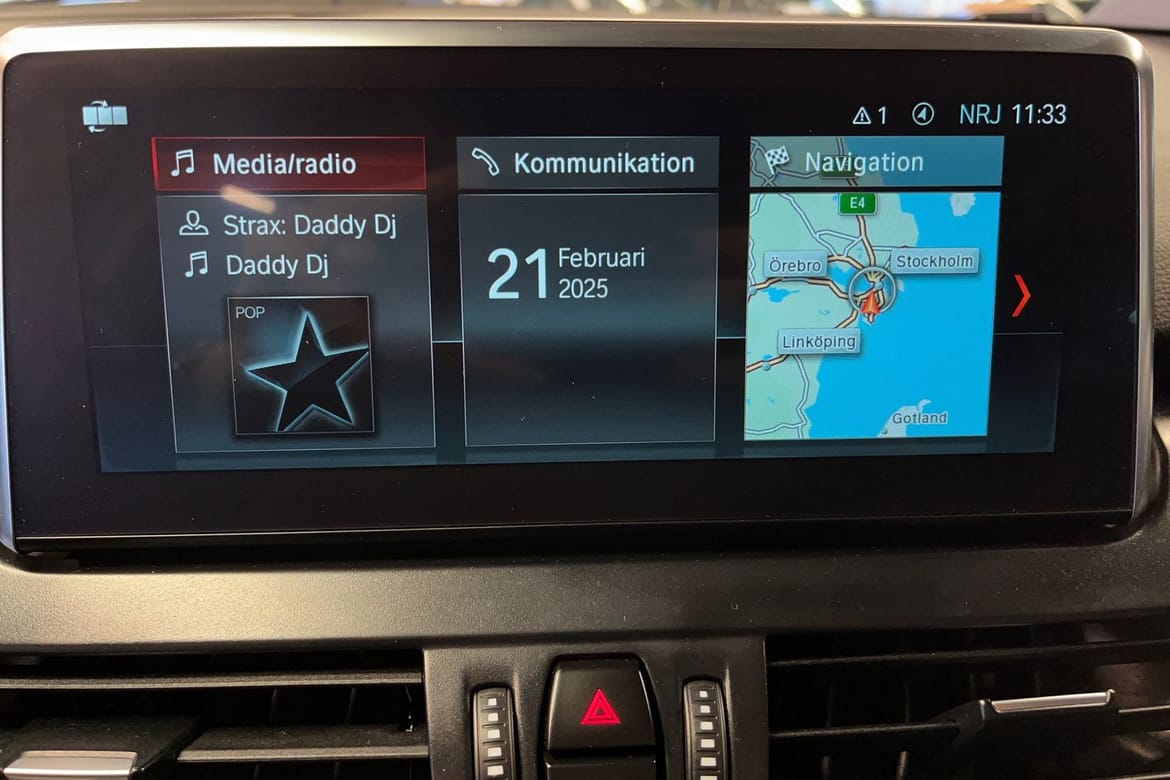 1 NRJ 11:33
Media/radio
Strax: Daddy Dj
Daddy Dj
POP
Kommunikation
21 Februari
2025
Navigation
E4
Örebro
Stockholm
Linköping
Gotland